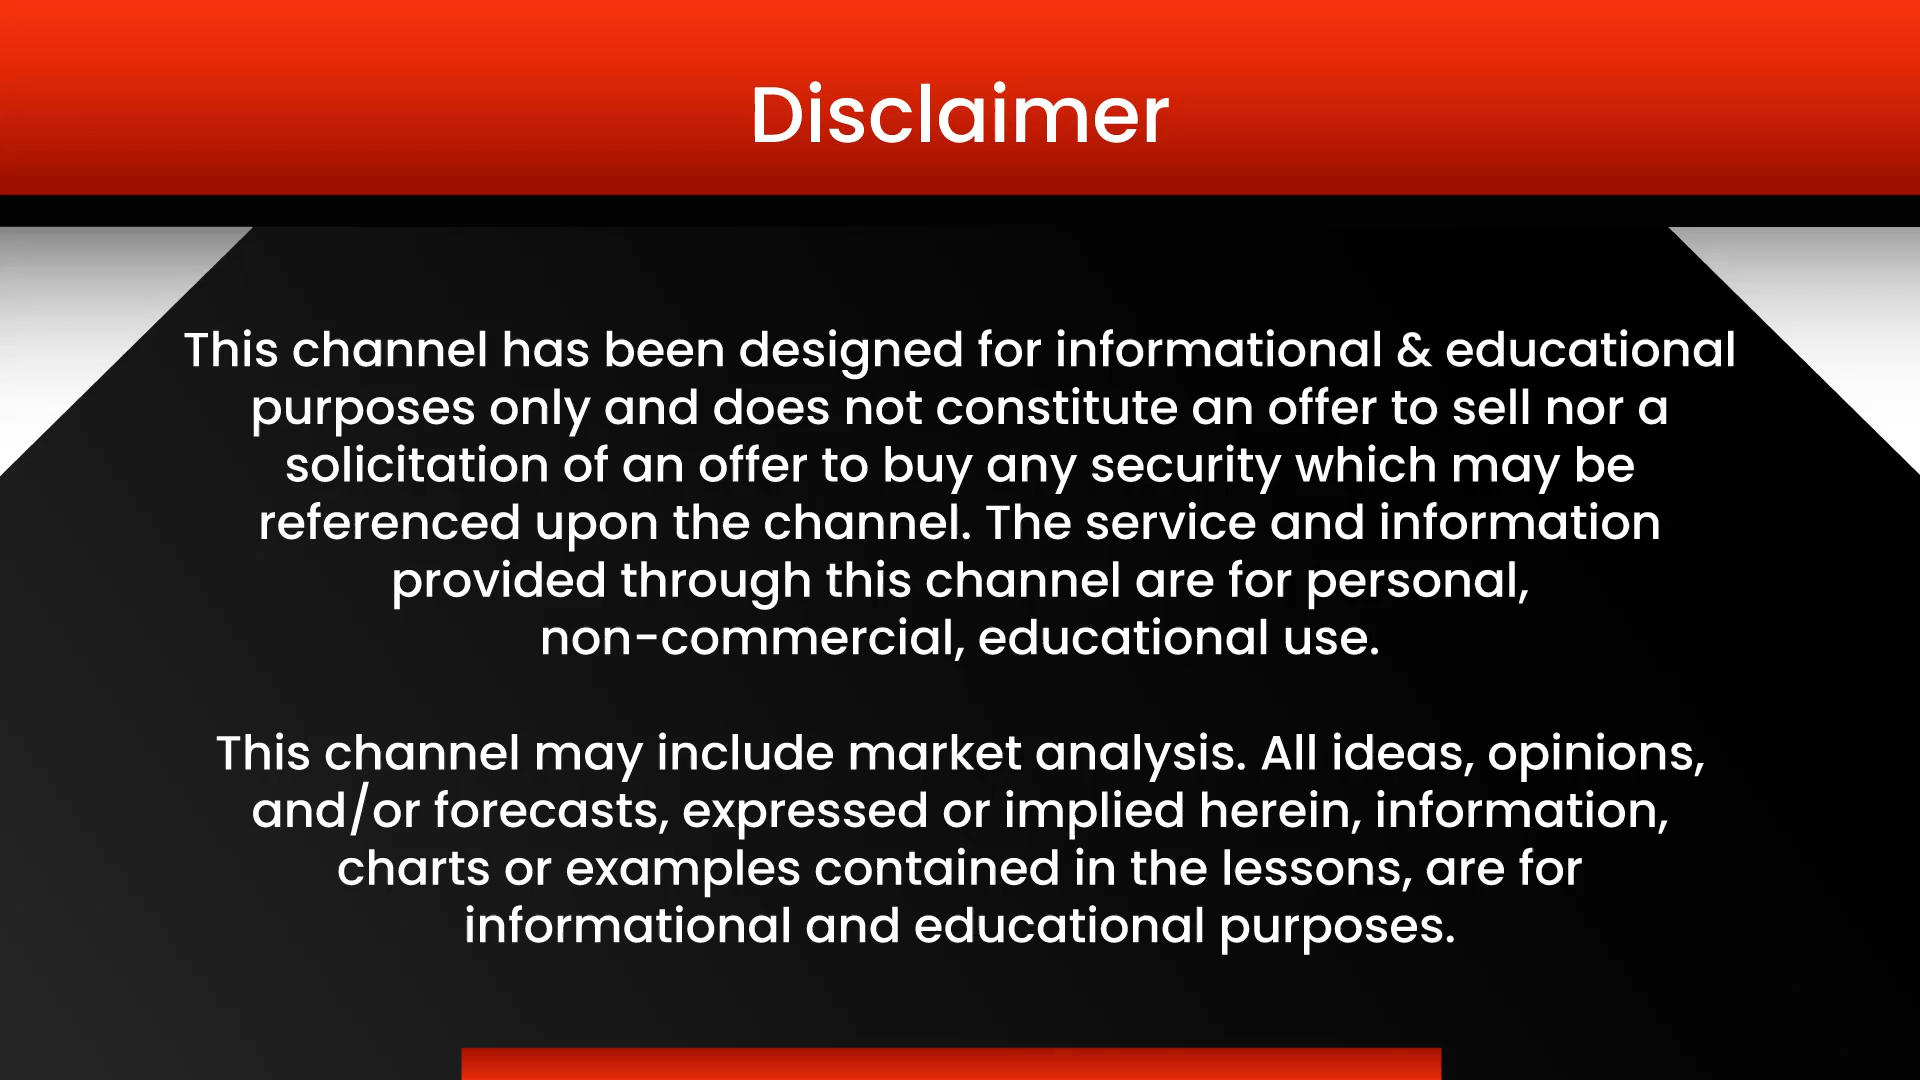 Disclaimer
This channel has been designed for informational & educational
purposes only and does not constitute an offer to sell nor a
solicitation of an offer to buy any security which may be
referenced upon the channel. The service and information
provided through this channel are for personal,
non-commercial, educational use.
This channel may include market analysis. All ideas, opinions,
and/or forecasts, expressed or implied herein, information,
charts or examples contained in the lessons, are for
informational and educational purposes.